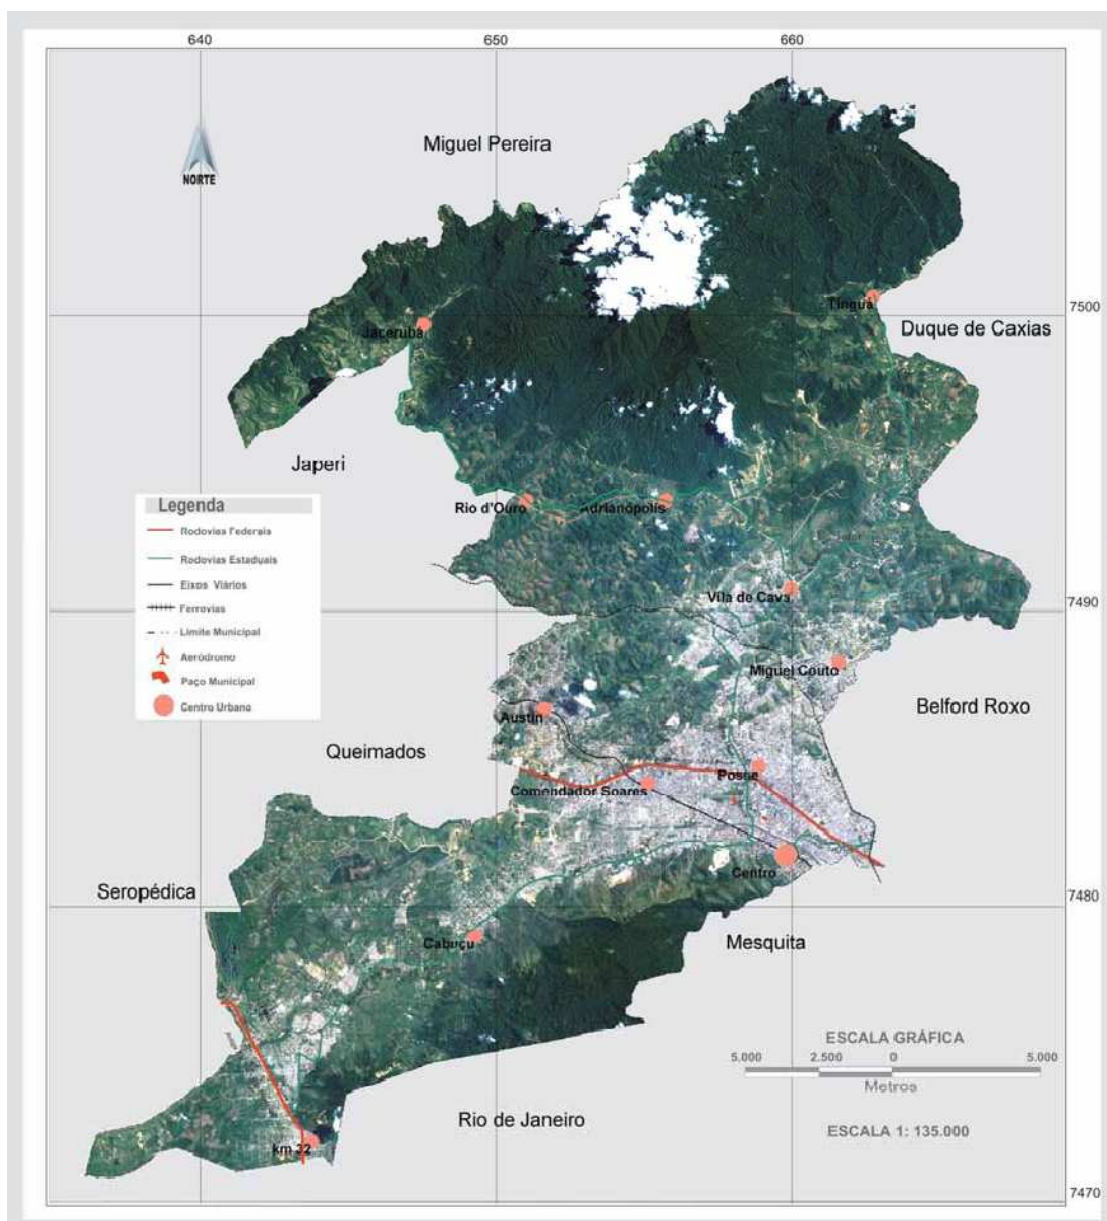 640 650 660
Miguel Pereira
NORTE
Tinguá
7500
Duque de Caxias
Jaceruba
Japeri
Legenda
Rodovias Federais
Rodovias Estaduais
Eixos Viários
Ferrovias
Limite Municipal
Aeródromo
Paço Municipal
Centro Urbano
Rio d'Ouro
Adrianópolis
Vila de Cava
7490
Miguel Couto
Belford Roxo
Austin
Queimados
Posse
Comendador Soares
Centro
Seropédica
7480
Cabuçu
Mesquita
ESCALA GRÁFICA
5.000 2.500 0 5.000
Metros
Rio de Janeiro
ESCALA 1: 135.000
km 32
7470